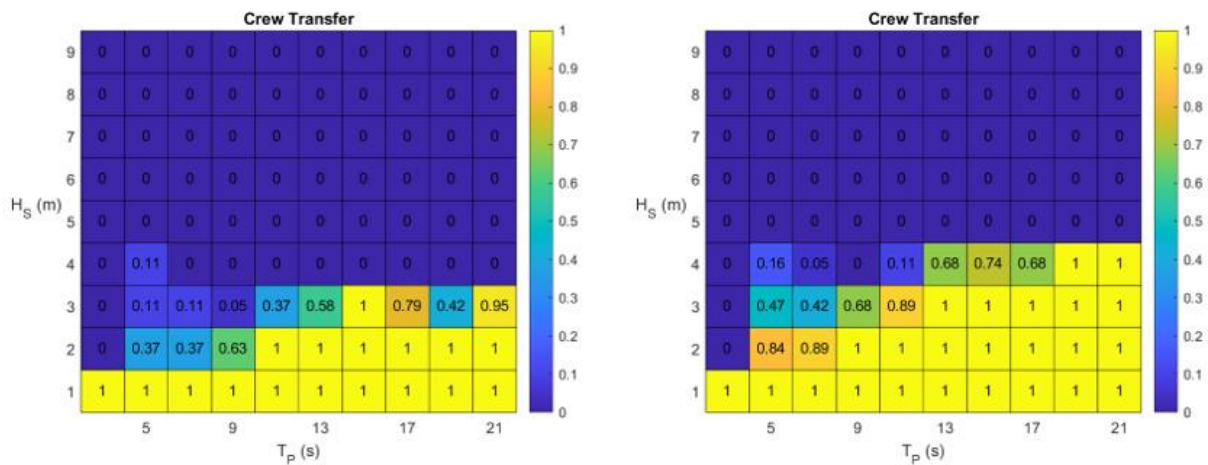 Crew Transfer
9 0 0 0 0 0 0 0 0 0 0
8 0 0 0 0 0 0 0 0 0 0
7 0 0 0 0 0 0 0 0 0 0
6 0 0 0 0 0 0 0 0 0 0
5 0 0 0 0 0 0 0 0 0 0
4 0 0.11 0 0 0 0 0 0 0 0
3 0 0.11 0.11 0.05 0.37 0.58 1 0.79 0.42 0.95
2 0 0.37 0.37 0.63 1 1 1 1 1 1
1 1 1 1 1 1 1 1 1 1 1
5 9 13 17 21
H_S (m)
T_P (s)
1
0.9
0.8
0.7
0.6
0.5
0.4
0.3
0.2
0.1
0
Crew Transfer
9 0 0 0 0 0 0 0 0 0 0
8 0 0 0 0 0 0 0 0 0 0
7 0 0 0 0 0 0 0 0 0 0
6 0 0 0 0 0 0 0 0 0 0
5 0 0 0 0 0 0 0 0 0 0
4 0 0.16 0.05 0 0.11 0.68 0.74 0.68 1 1
3 0 0.47 0.42 0.68 0.89 1 1 1 1 1
2 0 0.84 0.89 1 1 1 1 1 1 1
1 1 1 1 1 1 1 1 1 1 1
5 9 13 17 21
H_S (m)
T_P (s)
1
0.9
0.8
0.7
0.6
0.5
0.4
0.3
0.2
0.1
0